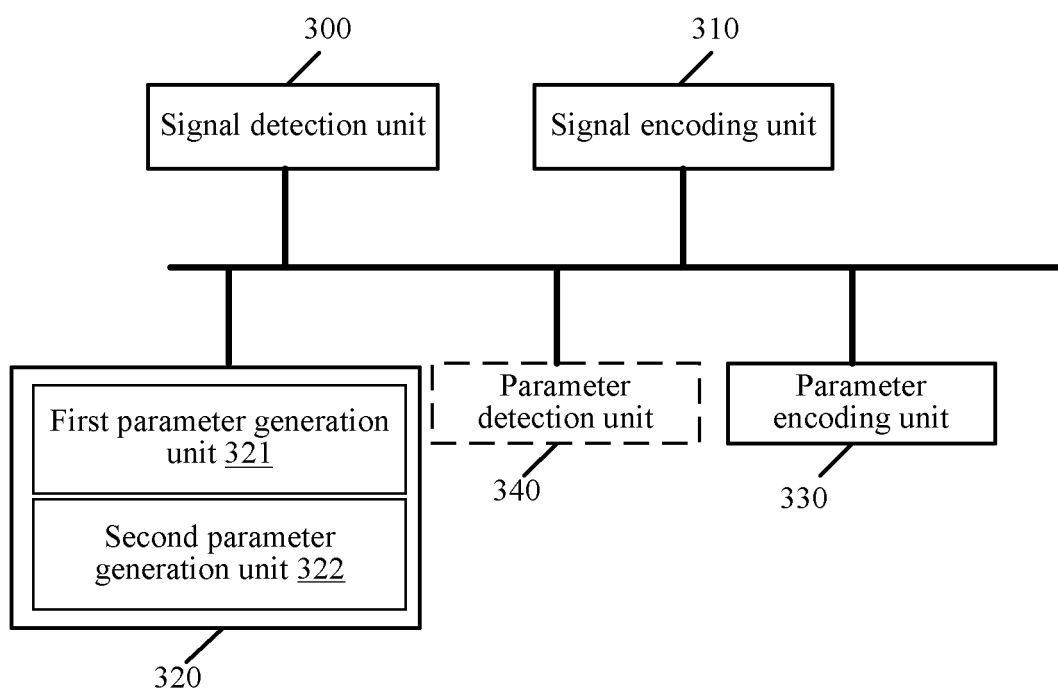 300
310
Signal detection unit
Signal encoding unit
First parameter generation
unit 321
Second parameter
generation unit 322
Parameter
detection unit
Parameter
encoding unit
340
330
320